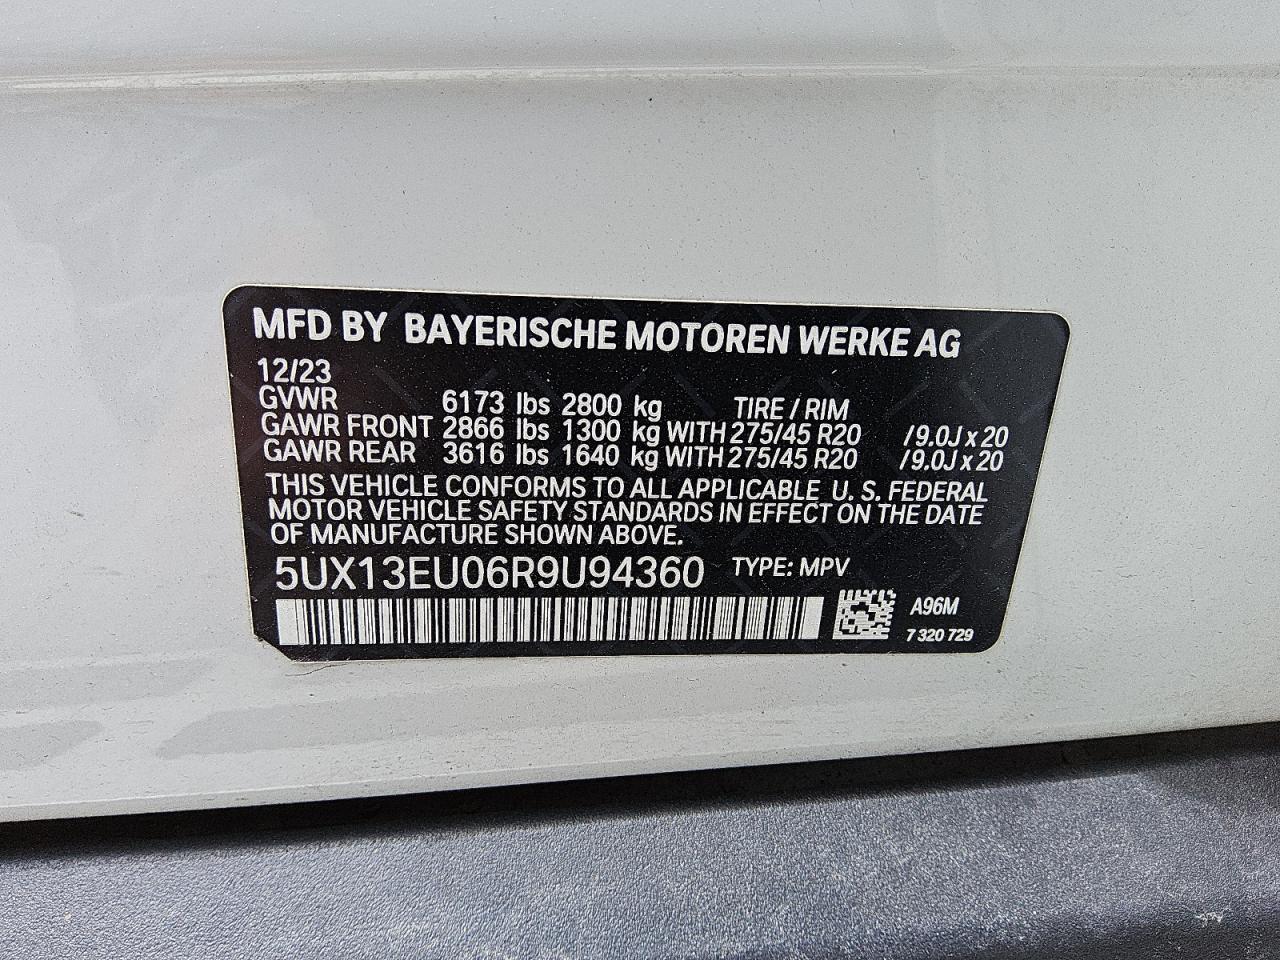 MFD BY BAYERISCHE MOTOREN WERKE AG
12/23
GVWR 6173 lbs 2800 kg TIRE / RIM
GAWR FRONT 2866 lbs 1300 kg WITH 275/45 R20 /9.0J x 20
GAWR REAR 3616 lbs 1640 kg WITH 275/45 R20 /9.0J x 20
THIS VEHICLE CONFORMS TO ALL APPLICABLE U. S. FEDERAL
MOTOR VEHICLE SAFETY STANDARDS IN EFFECT ON THE DATE
OF MANUFACTURE SHOWN ABOVE.
5UX13EU06R9U94360 TYPE: MPV
A96M
7 320 729